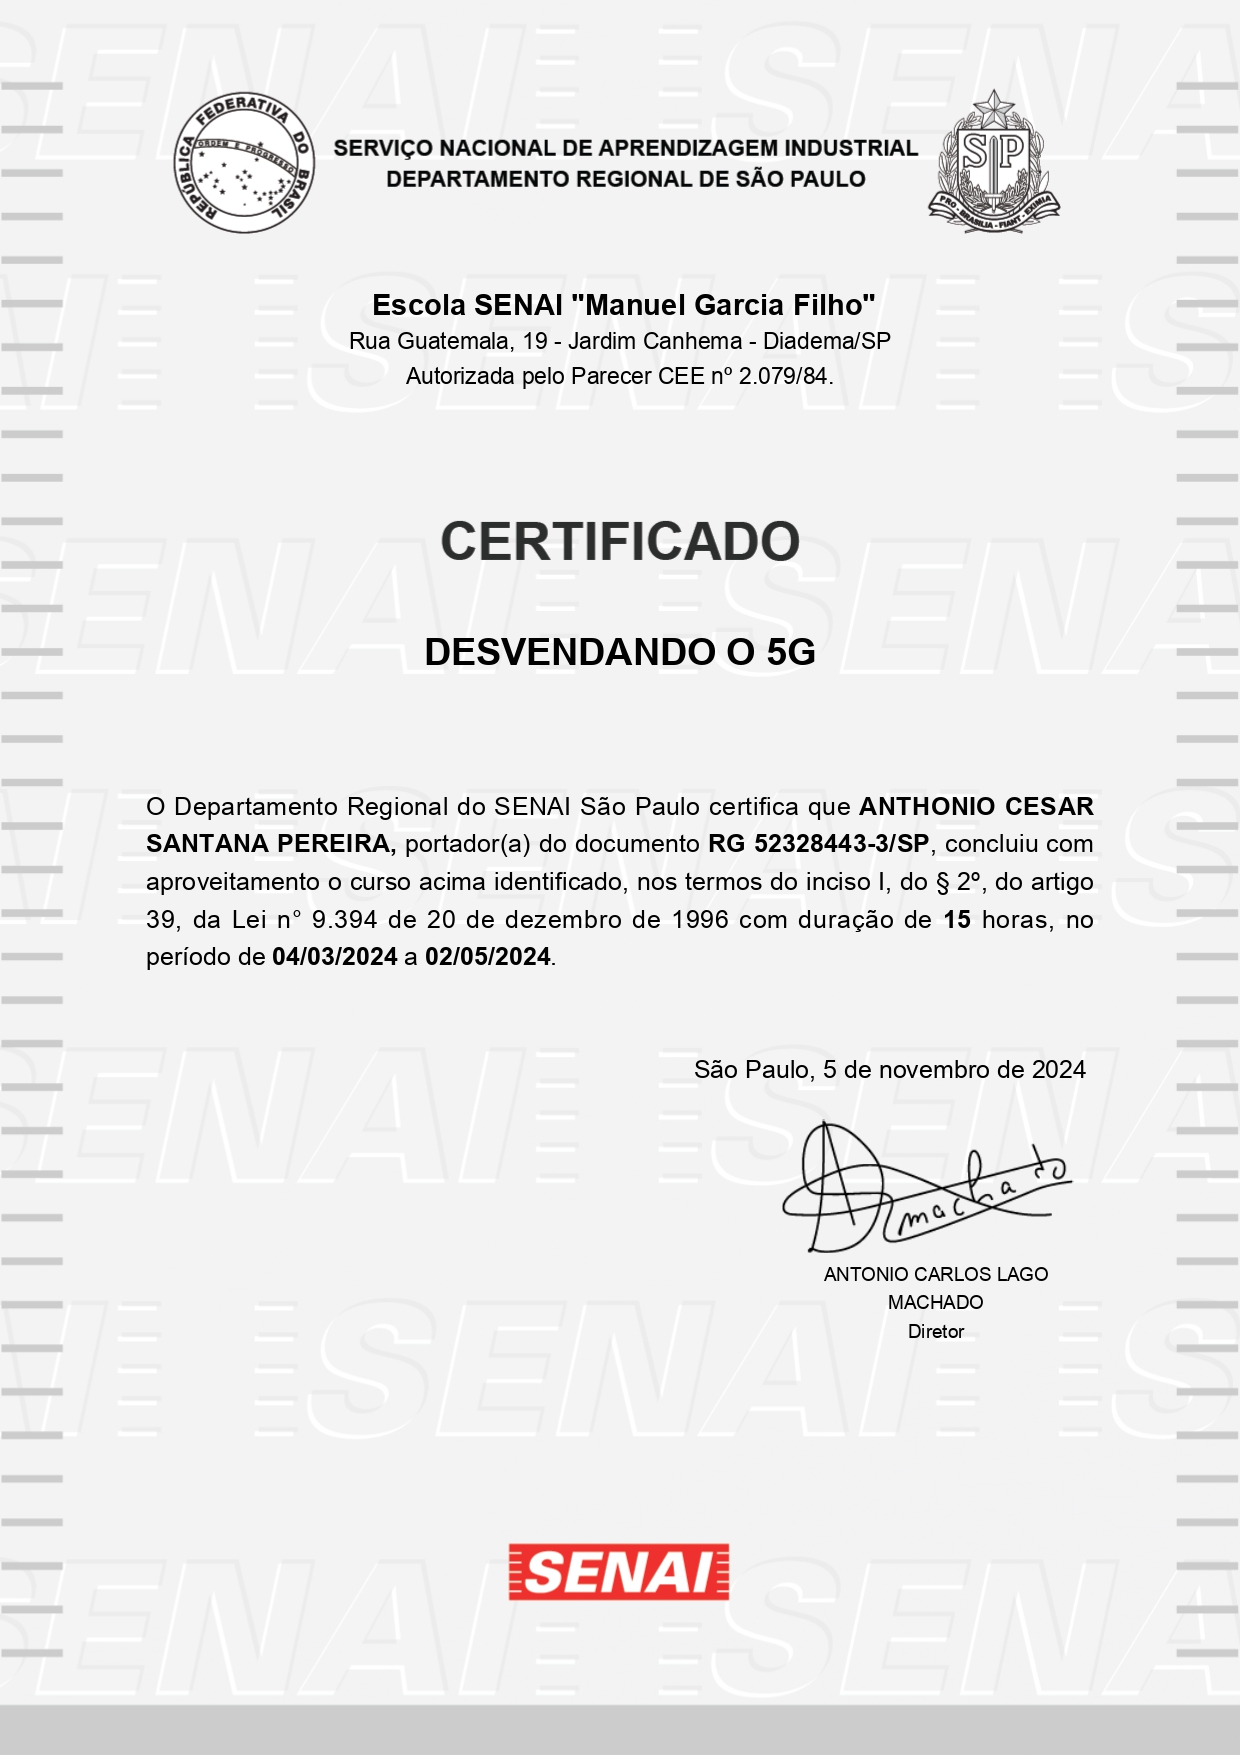 REPÚBLICA FEDERATIVA DO BRASIL
ORDEM E PROGRESSO
SERVIÇO NACIONAL DE APRENDIZAGEM INDUSTRIAL
DEPARTAMENTO REGIONAL DE SÃO PAULO
SP
PRO - BRASILIA - FIANT - EXIMIA
Escola SENAI "Manuel Garcia Filho"
Rua Guatemala, 19 - Jardim Canhema - Diadema/SP
Autorizada pelo Parecer CEE nº 2.079/84.
CERTIFICADO
DESVENDANDO O 5G
O Departamento Regional do SENAI São Paulo certifica que ANTHONIO CESAR
SANTANA PEREIRA, portador(a) do documento RG 52328443-3/SP, concluiu com
aproveitamento o curso acima identificado, nos termos do inciso I, do § 2º, do artigo
39, da Lei n° 9.394 de 20 de dezembro de 1996 com duração de 15 horas, no
período de 04/03/2024 a 02/05/2024.
São Paulo, 5 de novembro de 2024
Machado
ANTONIO CARLOS LAGO
MACHADO
Diretor
SENAI